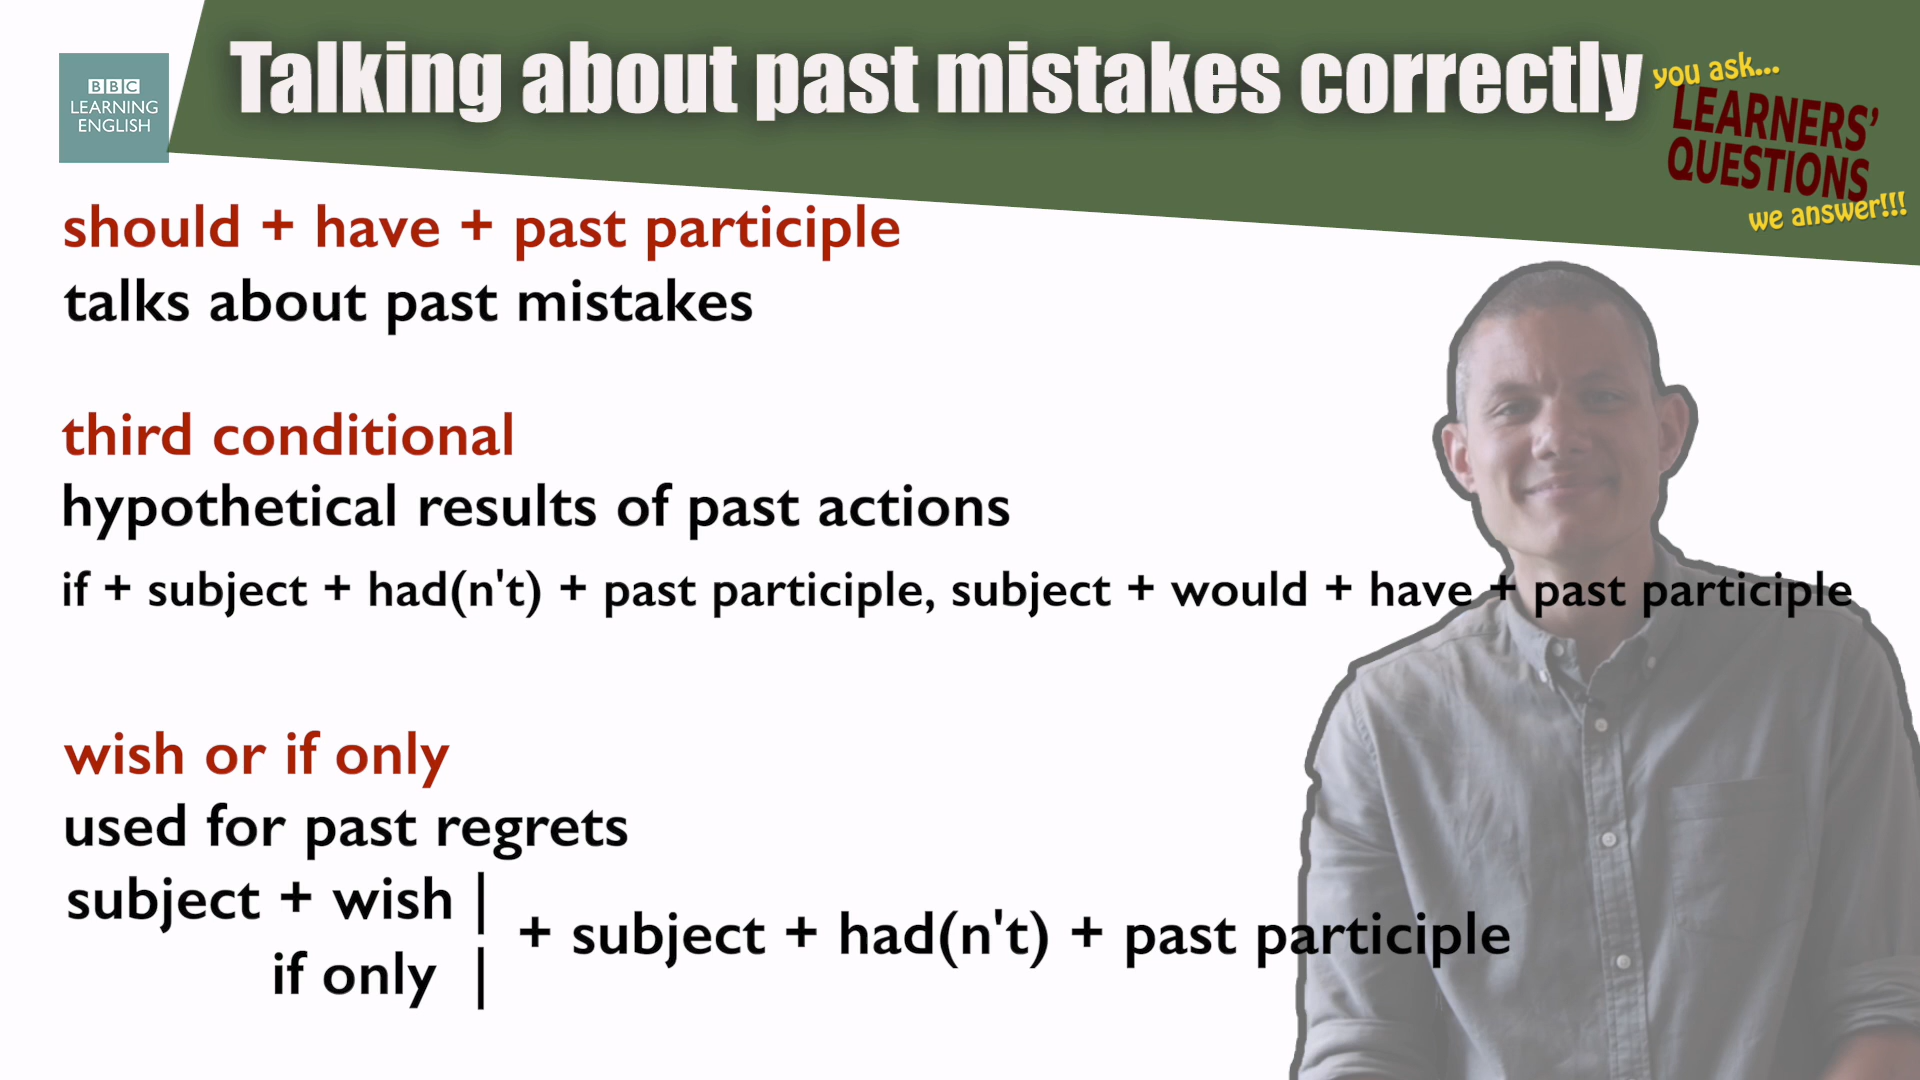 BBC
LEARNING
ENGLISH
Talking about past mistakes correctly
you ask...
LEARNERS'
QUESTIONS
we answer!!!
should + have + past participle
talks about past mistakes
third conditional
hypothetical results of past actions
if + subject + had(n't) + past participle, subject + would + have + past participle
wish or if only
used for past regrets
subject + wish |
+ subject + had(n't) + past participle
if only |